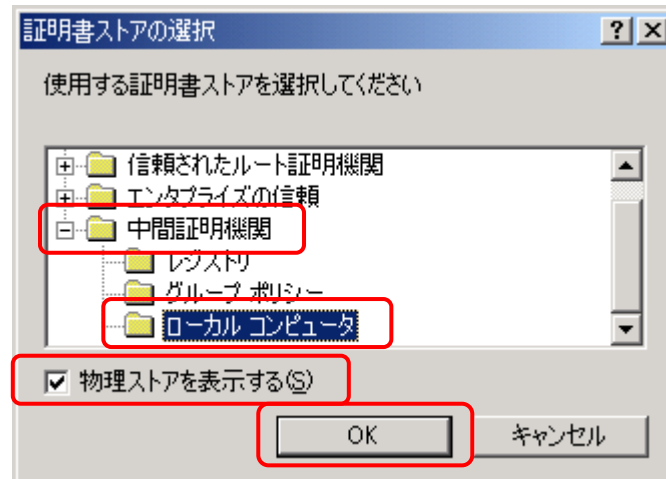 証明書ストアの選択
使用する証明書ストアを選択してください
信頼されたルート証明機関
エンタプライズの信頼
中間証明機関
レジストリ
グループ ポリシー
ローカル コンピュータ
物理ストアを表示する(S)
OK キャンセル